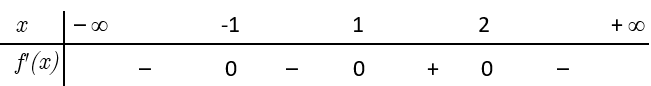 x −∞ -1 1 2 +∞
f'(x) − 0 − 0 + 0 −